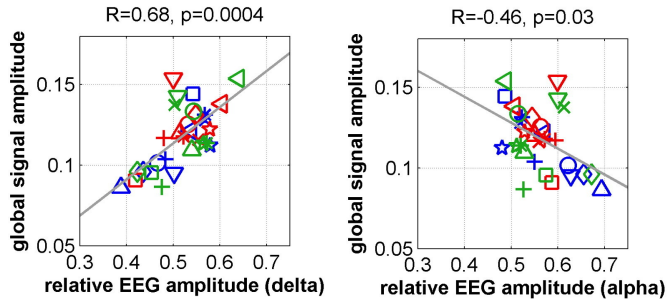 R=0.68, p=0.0004
global signal amplitude
0.15
0.1
0.05
0.3 0.4 0.5 0.6 0.7
relative EEG amplitude (delta)
R=-0.46, p=0.03
global signal amplitude
0.15
0.1
0.05
0.3 0.4 0.5 0.6 0.7
relative EEG amplitude (alpha)